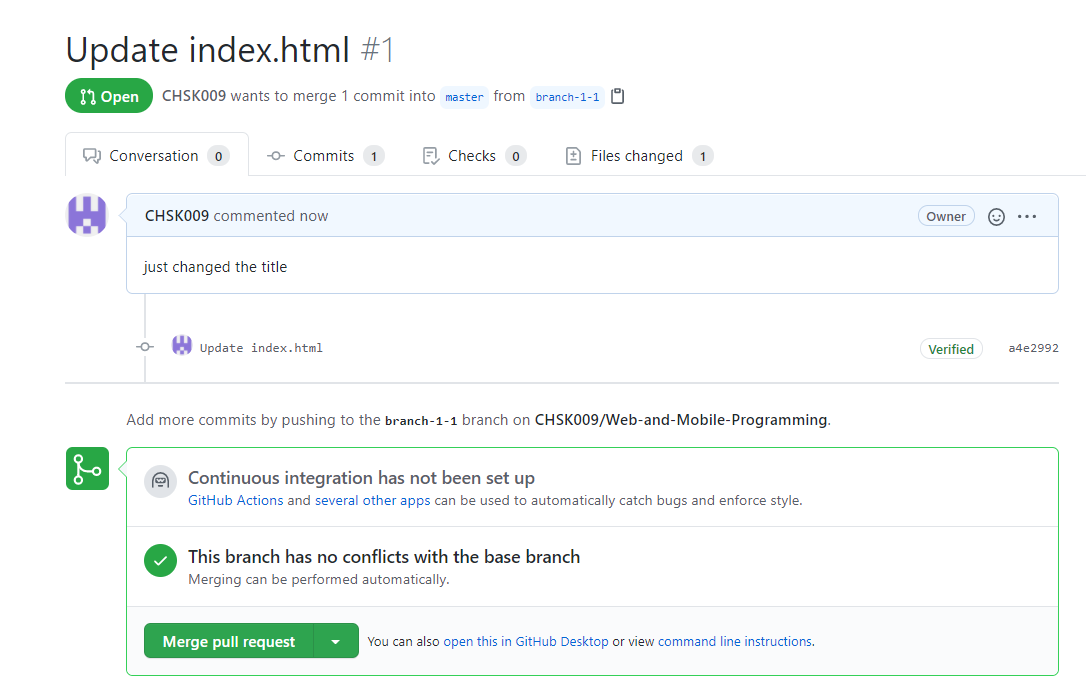 Update index.html #1
Open CHSK009 wants to merge 1 commit into master from branch-1-1
Conversation 0 Commits 1 Checks 0 Files changed 1
CHSK009 commented now Owner
just changed the title
Update index.html Verified a4e2992
Add more commits by pushing to the branch-1-1 branch on CHSK009/Web-and-Mobile-Programming.
Continuous integration has not been set up
GitHub Actions and several other apps can be used to automatically catch bugs and enforce style.
This branch has no conflicts with the base branch
Merging can be performed automatically.
Merge pull request You can also open this in GitHub Desktop or view command line instructions.